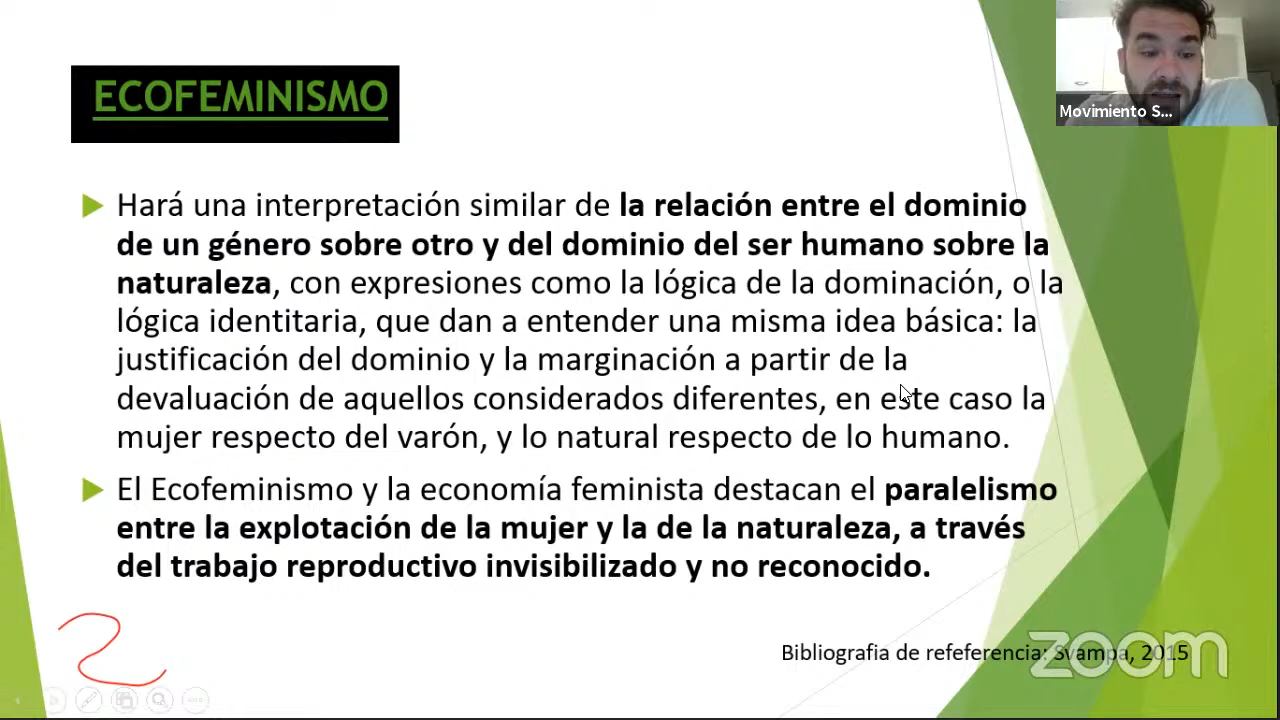 ECOFEMINISMO
Movimiento S...
Hará una interpretación similar de la relación entre el dominio
de un género sobre otro y del dominio del ser humano sobre la
naturaleza, con expresiones como la lógica de la dominación, o la
lógica identitaria, que dan a entender una misma idea básica: la
justificación del dominio y la marginación a partir de la
devaluación de aquellos considerados diferentes, en este caso la
mujer respecto del varón, y lo natural respecto de lo humano.
El Ecofeminismo y la economía feminista destacan el paralelismo
entre la explotación de la mujer y la de la naturaleza, a través
del trabajo reproductivo invisibilizado y no reconocido.
2
Bibliografia de refeferencia: Svampa, 2015
zoom